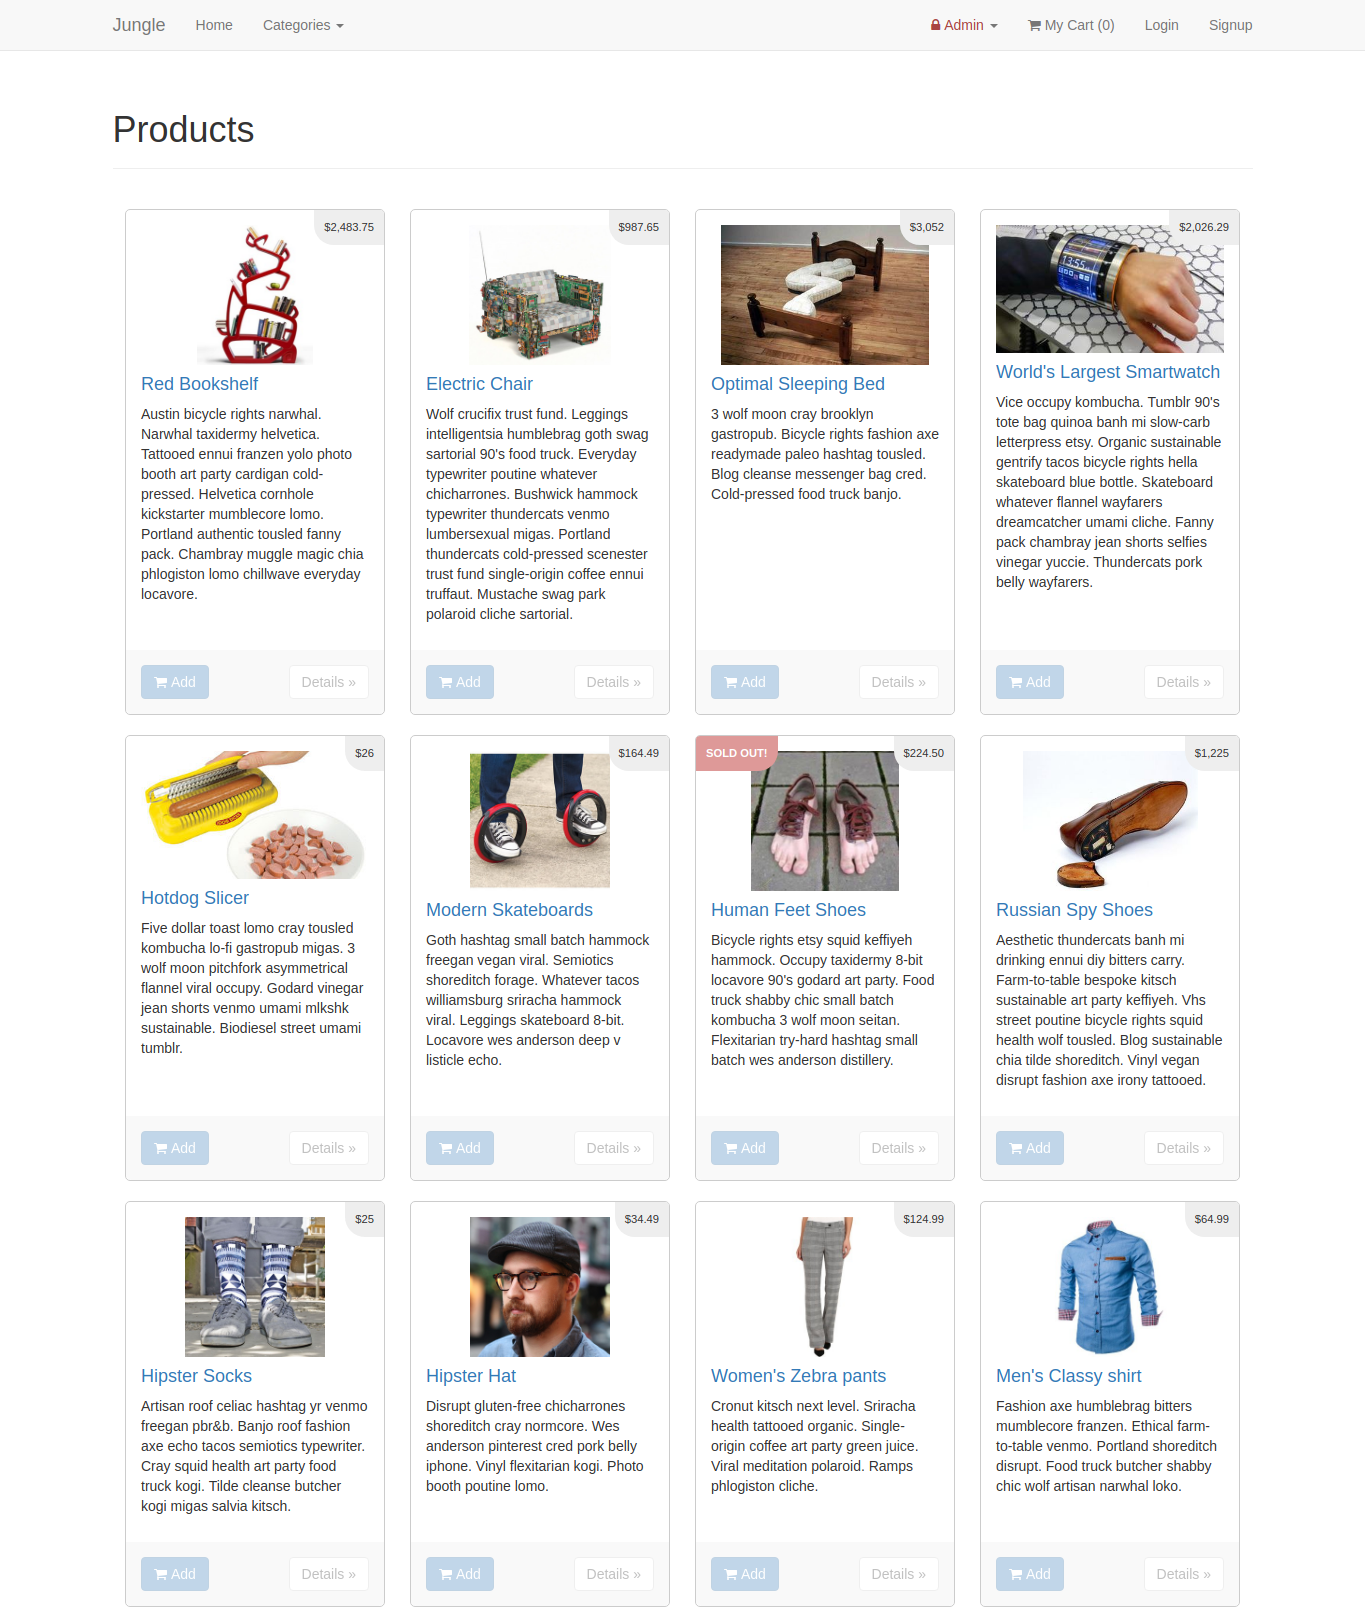 Jungle Home Categories Admin My Cart (0) Login Signup
Products
$2,483.75
Red Bookshelf
Austin bicycle rights narwhal.
Narwhal taxidermy helvetica.
Tattooed ennui franzen yolo photo
booth art party cardigan cold-
pressed. Helvetica cornhole
kickstarter mumblecore lomo.
Portland authentic tousled fanny
pack. Chambray muggle magic chia
phlogiston lomo chillwave everyday
locavore.
Add Details »
$987.65
Electric Chair
Wolf crucifix trust fund. Leggings
intelligentsia humblebrag goth swag
sartorial 90's food truck. Everyday
typewriter poutine whatever
chicharrones. Bushwick hammock
typewriter thundercats venmo
lumbersexual migas. Portland
thundercats cold-pressed scenester
trust fund single-origin coffee ennui
truffaut. Mustache swag park
polaroid cliche sartorial.
Add Details »
$3,052
Optimal Sleeping Bed
3 wolf moon cray brooklyn
gastropub. Bicycle rights fashion axe
readymade paleo hashtag tousled.
Blog cleanse messenger bag cred.
Cold-pressed food truck banjo.
Add Details »
$2,026.29
13:55
World's Largest Smartwatch
Vice occupy kombucha. Tumblr 90's
tote bag quinoa banh mi slow-carb
letterpress etsy. Organic sustainable
gentrify tacos bicycle rights hella
skateboard blue bottle. Skateboard
whatever flannel wayfarers
dreamcatcher umami cliche. Fanny
pack chambray jean shorts selfies
vinegar yuccie. Thundercats pork
belly wayfarers.
Add Details »
$26
Hotdog Slicer
Five dollar toast lomo cray tousled
kombucha lo-fi gastropub migas. 3
wolf moon pitchfork asymmetrical
flannel viral occupy. Godard vinegar
jean shorts venmo umami mlkshk
sustainable. Biodiesel street umami
tumblr.
Add Details »
$164.49
Modern Skateboards
Goth hashtag small batch hammock
freegan vegan viral. Semiotics
shoreditch forage. Whatever tacos
williamsburg sriracha hammock
viral. Leggings skateboard 8-bit.
Locavore wes anderson deep v
listicle echo.
Add Details »
SOLD OUT! $224.50
Human Feet Shoes
Bicycle rights etsy squid keffiyeh
hammock. Occupy taxidermy 8-bit
locavore 90's godard art party. Food
truck shabby chic small batch
kombucha 3 wolf moon seitan.
Flexitarian try-hard hashtag small
batch wes anderson distillery.
Add Details »
$1,225
Russian Spy Shoes
Aesthetic thundercats banh mi
drinking ennui diy bitters carry.
Farm-to-table bespoke kitsch
sustainable art party keffiyeh. Vhs
street poutine bicycle rights squid
health wolf tousled. Blog sustainable
chia tilde shoreditch. Vinyl vegan
disrupt fashion axe irony tattooed.
Add Details »
$25
Hipster Socks
Artisan roof celiac hashtag yr venmo
freegan pbr&b. Banjo roof fashion
axe echo tacos semiotics typewriter.
Cray squid health art party food
truck kogi. Tilde cleanse butcher
kogi migas salvia kitsch.
Add Details »
$34.49
Hipster Hat
Disrupt gluten-free chicharrones
shoreditch cray normcore. Wes
anderson pinterest cred pork belly
iphone. Vinyl flexitarian kogi. Photo
booth poutine lomo.
Add Details »
$124.99
Women's Zebra pants
Cronut kitsch next level. Sriracha
health tattooed organic. Single-
origin coffee art party green juice.
Viral meditation polaroid. Ramps
phlogiston cliche.
Add Details »
$64.99
Men's Classy shirt
Fashion axe humblebrag bitters
mumblecore franzen. Ethical farm-
to-table venmo. Portland shoreditch
disrupt. Food truck butcher shabby
chic wolf artisan narwhal loko.
Add Details »